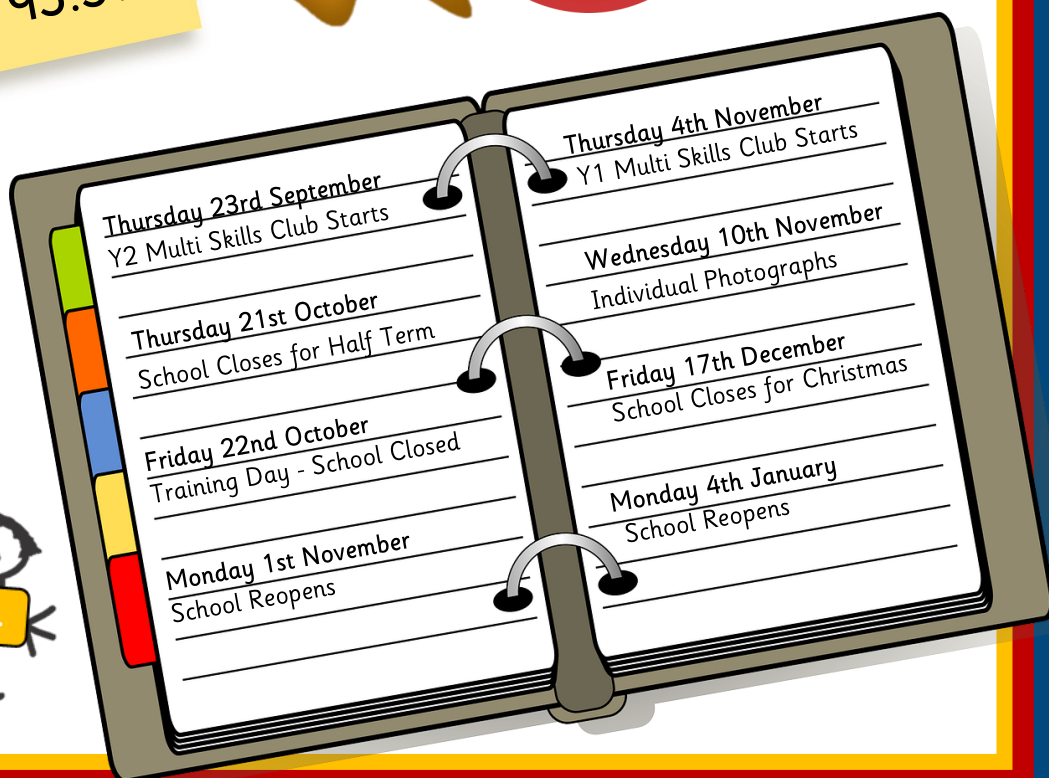 Thursday 23rd September
Y2 Multi Skills Club Starts
Thursday 21st October
School Closes for Half Term
Friday 22nd October
Training Day - School Closed
Monday 1st November
School Reopens
Thursday 4th November
Y1 Multi Skills Club Starts
Wednesday 10th November
Individual Photographs
Friday 17th December
School Closes for Christmas
Monday 4th January
School Reopens